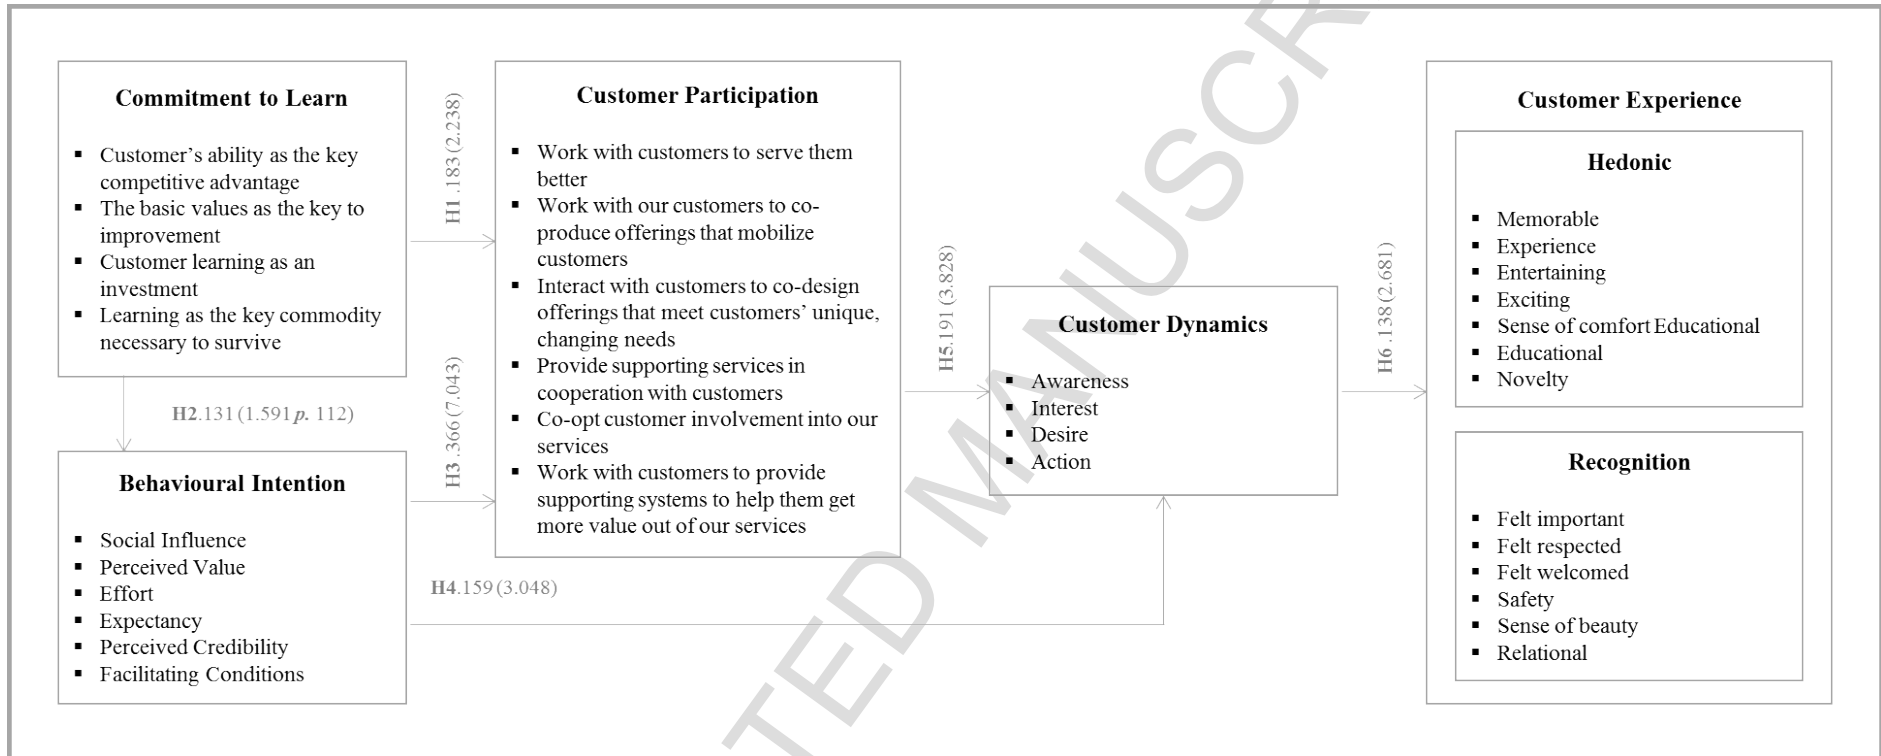 Commitment to Learn
▪ Customer’s ability as the key
competitive advantage
▪ The basic values as the key to
improvement
▪ Customer learning as an
investment
▪ Learning as the key commodity
necessary to survive
H1 .183 (2.238)
H2.131 (1.591 p. 112)
Behavioural Intention
▪ Social Influence
▪ Perceived Value
▪ Effort
▪ Expectancy
▪ Perceived Credibility
▪ Facilitating Conditions
H3 .366 (7.043)
H4.159 (3.048)
Customer Participation
▪ Work with customers to serve them
better
▪ Work with our customers to co-
produce offerings that mobilize
customers
▪ Interact with customers to co-design
offerings that meet customers’ unique,
changing needs
▪ Provide supporting services in
cooperation with customers
▪ Co-opt customer involvement into our
services
▪ Work with customers to provide
supporting systems to help them get
more value out of our services
H5.191 (3.828)
Customer Dynamics
▪ Awareness
▪ Interest
▪ Desire
▪ Action
H6 .138 (2.681)
Customer Experience
Hedonic
▪ Memorable
▪ Experience
▪ Entertaining
▪ Exciting
▪ Sense of comfort Educational
▪ Educational
▪ Novelty
Recognition
▪ Felt important
▪ Felt respected
▪ Felt welcomed
▪ Safety
▪ Sense of beauty
▪ Relational
TED MANUSCR